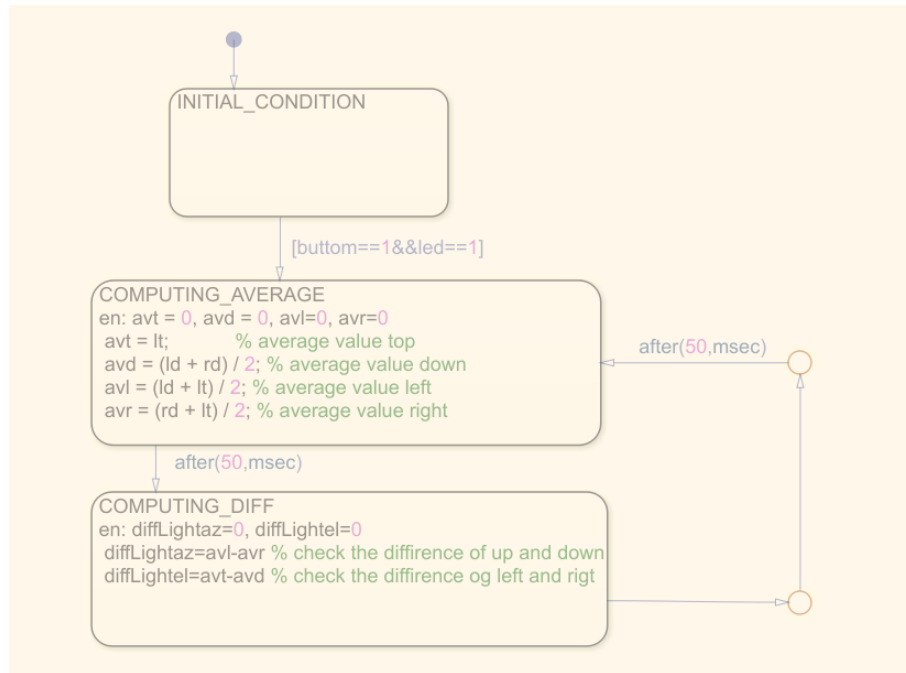 INITIAL_CONDITION
[buttom==1&&led==1]
COMPUTING_AVERAGE
en: avt = 0, avd = 0, avl=0, avr=0
avt = lt; % average value top
avd = (ld + rd) / 2; % average value down
avl = (ld + lt) / 2; % average value left
avr = (rd + lt) / 2; % average value right
after(50,msec)
after(50,msec)
COMPUTING_DIFF
en: diffLightaz=0, diffLightel=0
diffLightaz=avl-avr % check the diffirence of up and down
diffLightel=avt-avd % check the diffirence og left and rigt